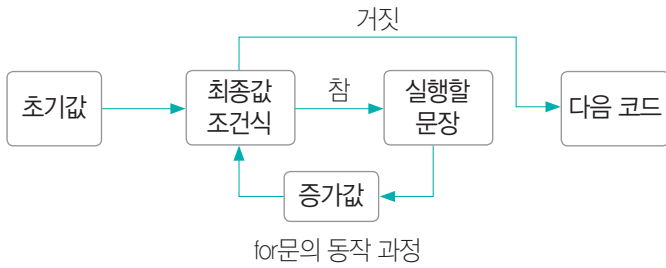 거짓
초기값
최종값
조건식
참
실행할
문장
다음 코드
증가값
for문의 동작 과정